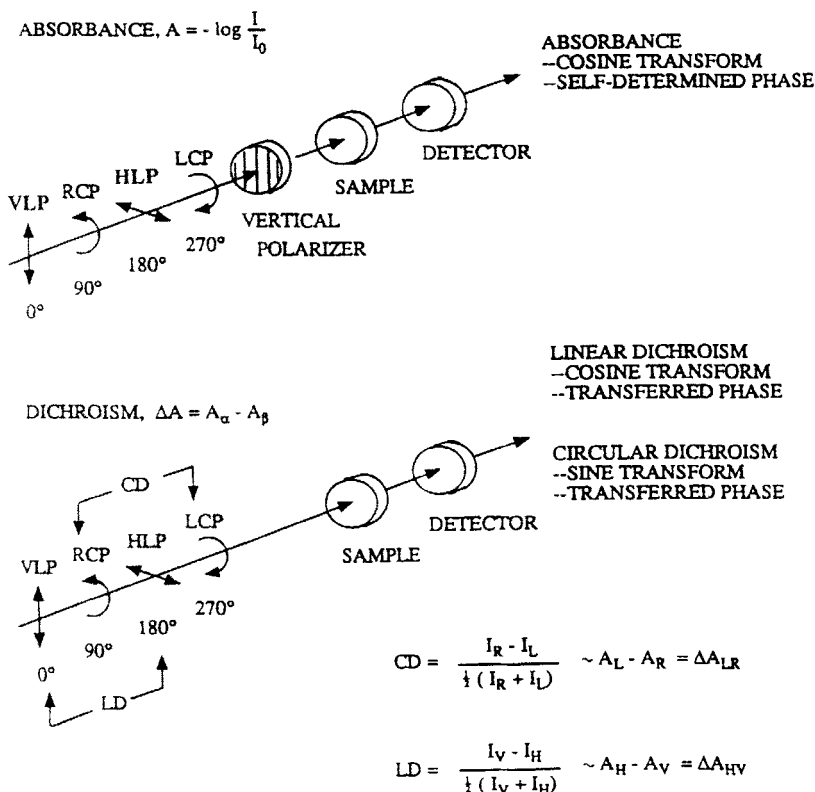 ABSORBANCE, A = - log I/I₀
ABSORBANCE
--COSINE TRANSFORM
--SELF-DETERMINED PHASE
DETECTOR
SAMPLE
VERTICAL
POLARIZER
VLP
RCP
HLP
LCP
0°
90°
180°
270°
LINEAR DICHROISM
--COSINE TRANSFORM
--TRANSFERRED PHASE
DICHROISM, ΔA = Aα - Aβ
CIRCULAR DICHROISM
--SINE TRANSFORM
--TRANSFERRED PHASE
CD
DETECTOR
SAMPLE
VLP
RCP
HLP
LCP
0°
90°
180°
270°
LD
CD = I_R - I_L / ½ ( I_R + I_L ) ~ A_L - A_R = ΔA_LR
LD = I_V - I_H / ½ ( I_V + I_H ) ~ A_H - A_V = ΔA_HV